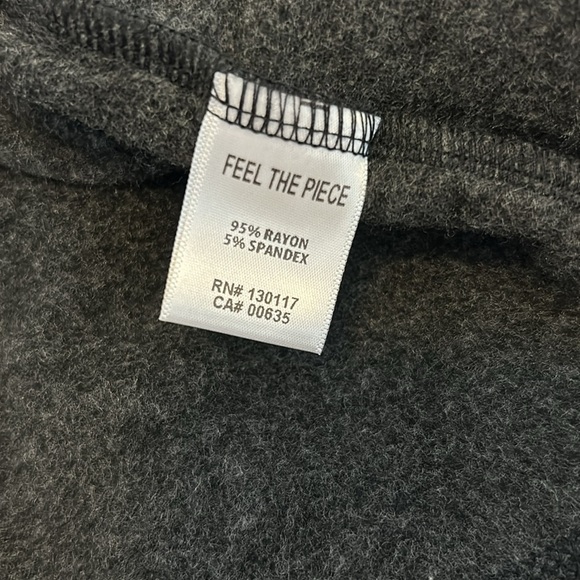 FEEL THE PIECE
95% RAYON
5% SPANDEX
RN# 130117
CA# 00635